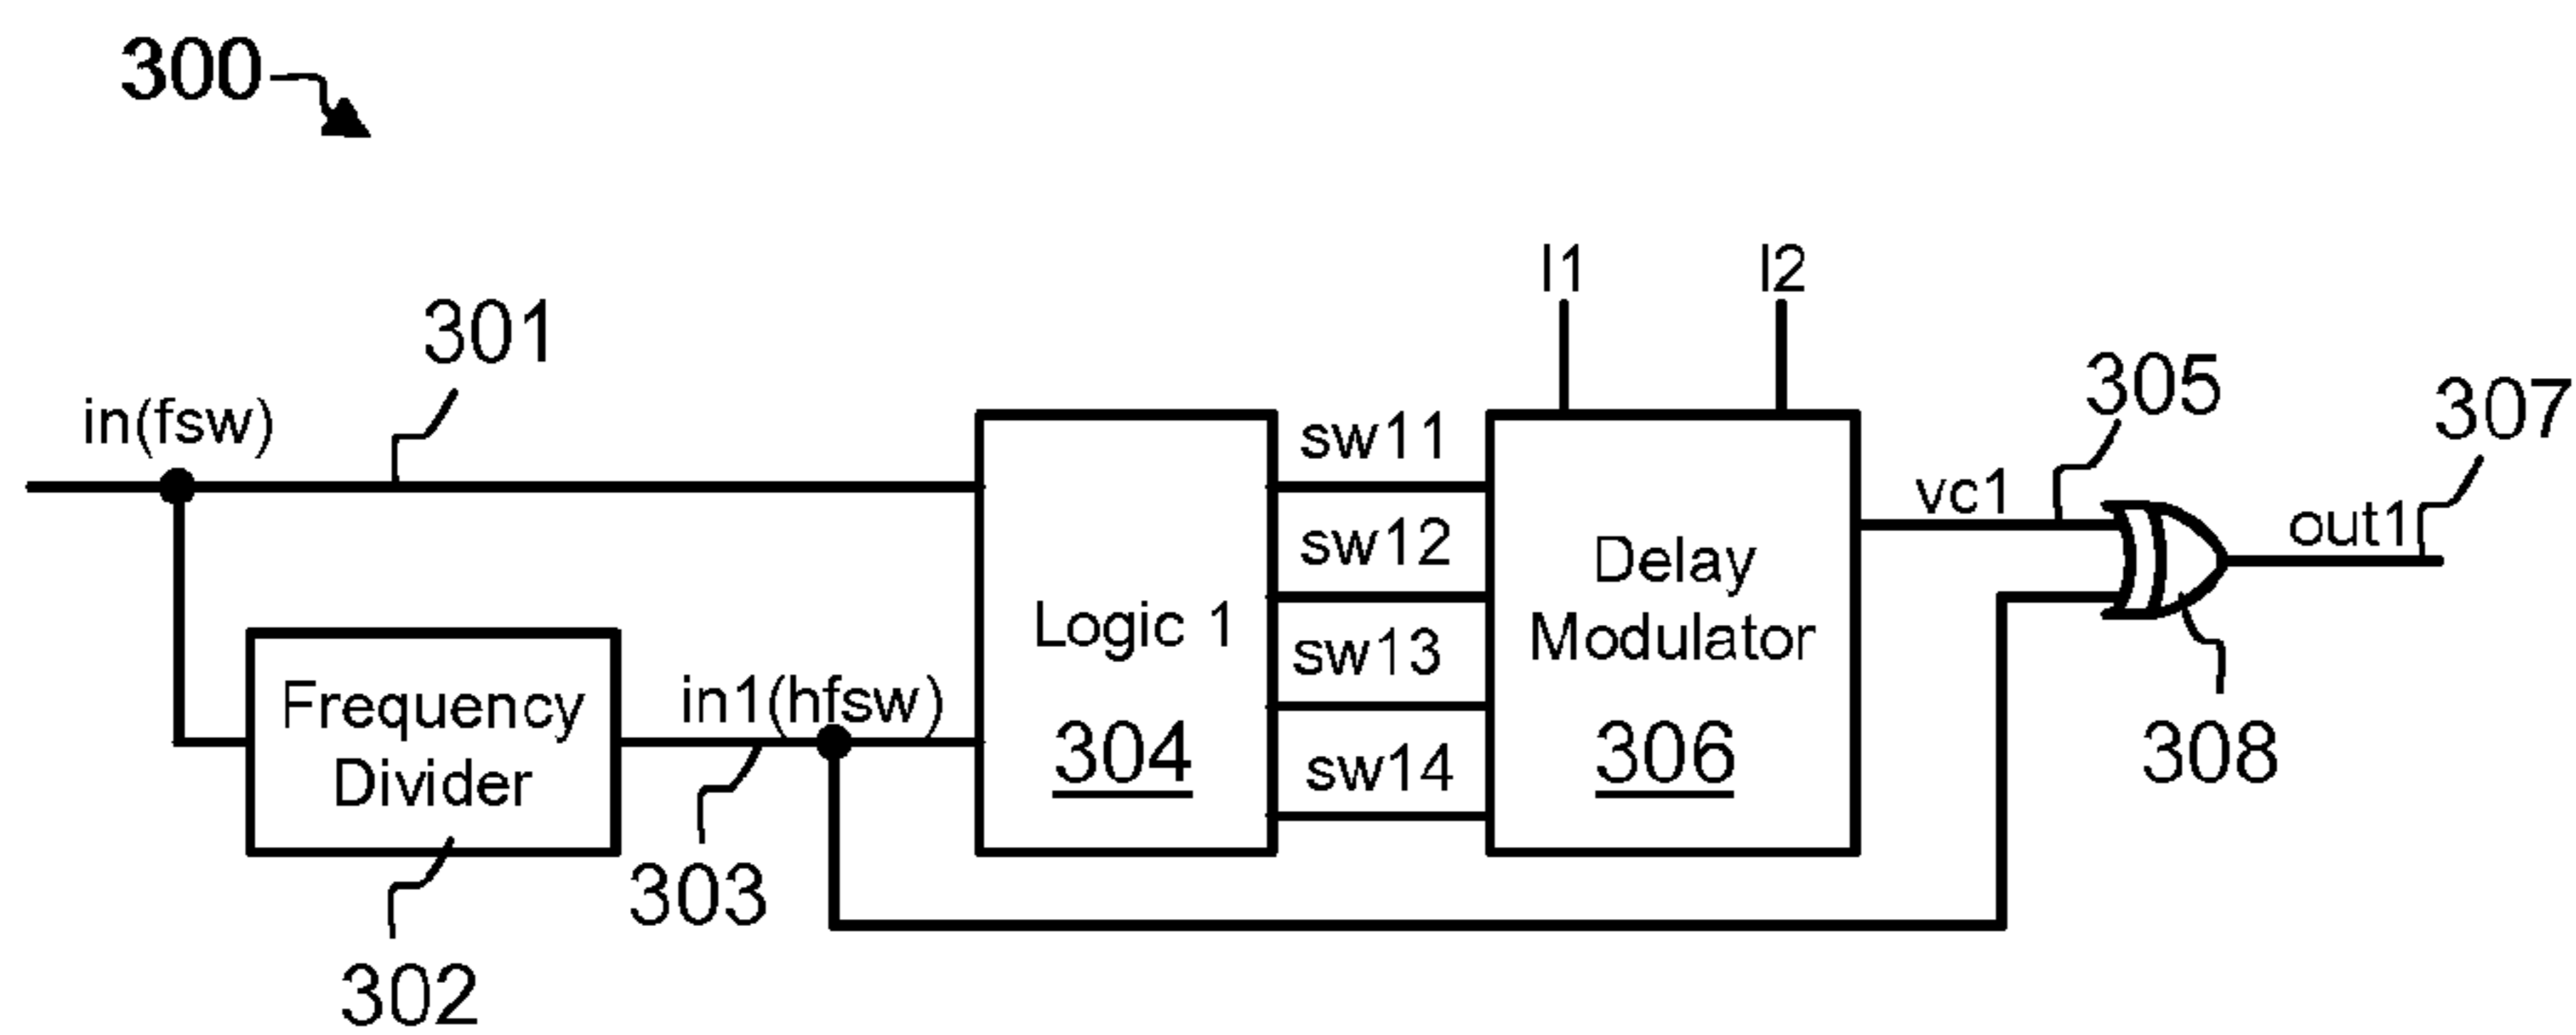 300
I1
I2
301
305
307
in(fsw)
sw11
vc1
out1
sw12
Delay
Modulator
306
Logic 1
304
sw13
sw14
Frequency
Divider
in1(hfsw)
308
303
302